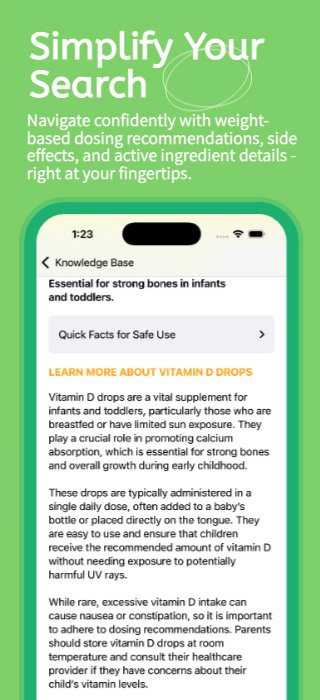 Simplify Your
Search
Navigate confidently with weight-
based dosing recommendations, side
effects, and active ingredient details -
right at your fingertips.
1:23
Knowledge Base
Essential for strong bones in infants
and toddlers.
Quick Facts for Safe Use
LEARN MORE ABOUT VITAMIN D DROPS
Vitamin D drops are a vital supplement for
infants and toddlers, particularly those who are
breastfed or have limited sun exposure. They
play a crucial role in promoting calcium
absorption, which is essential for strong bones
and overall growth during early childhood.
These drops are typically administered in a
single daily dose, often added to a baby's
bottle or placed directly on the tongue. They
are easy to use and ensure that children
receive the recommended amount of vitamin D
without needing exposure to potentially
harmful UV rays.
While rare, excessive vitamin D intake can
cause nausea or constipation, so it is important
to adhere to dosing recommendations. Parents
should store vitamin D drops at room
temperature and consult their healthcare
provider if they have concerns about their
child's vitamin levels.